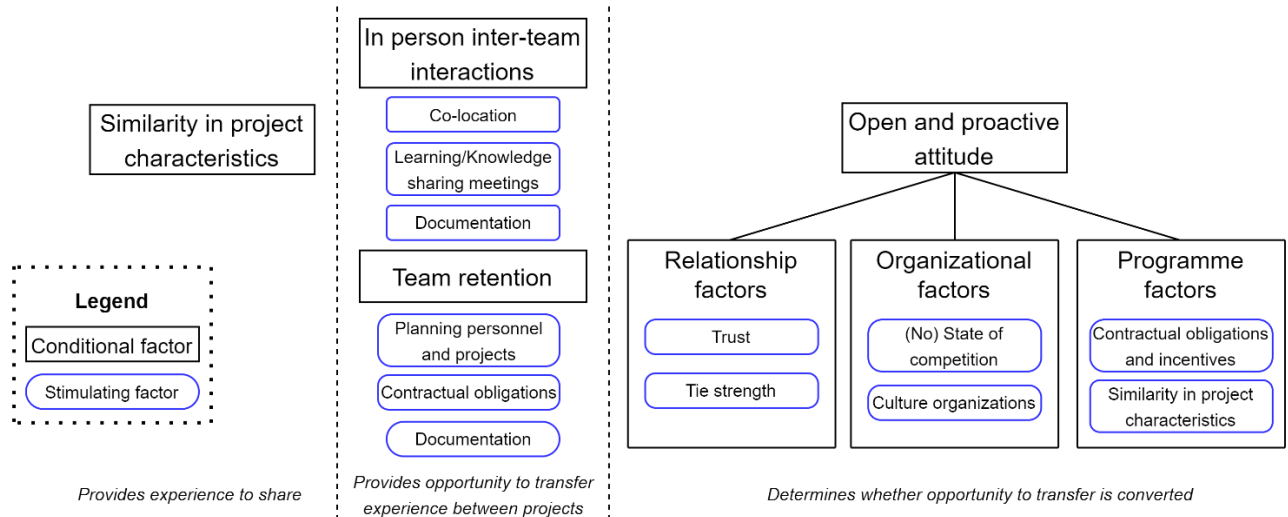 Similarity in project
characteristics
Legend
Conditional factor
Stimulating factor
Provides experience to share
In person inter-team
interactions
Co-location
Learning/Knowledge
sharing meetings
Documentation
Team retention
Planning personnel
and projects
Contractual obligations
Documentation
Provides opportunity to transfer
experience between projects
Open and proactive
attitude
Relationship
factors
Trust
Tie strength
Organizational
factors
(No) State of
competition
Culture organizations
Programme
factors
Contractual obligations
and incentives
Similarity in project
characteristics
Determines whether opportunity to transfer is converted